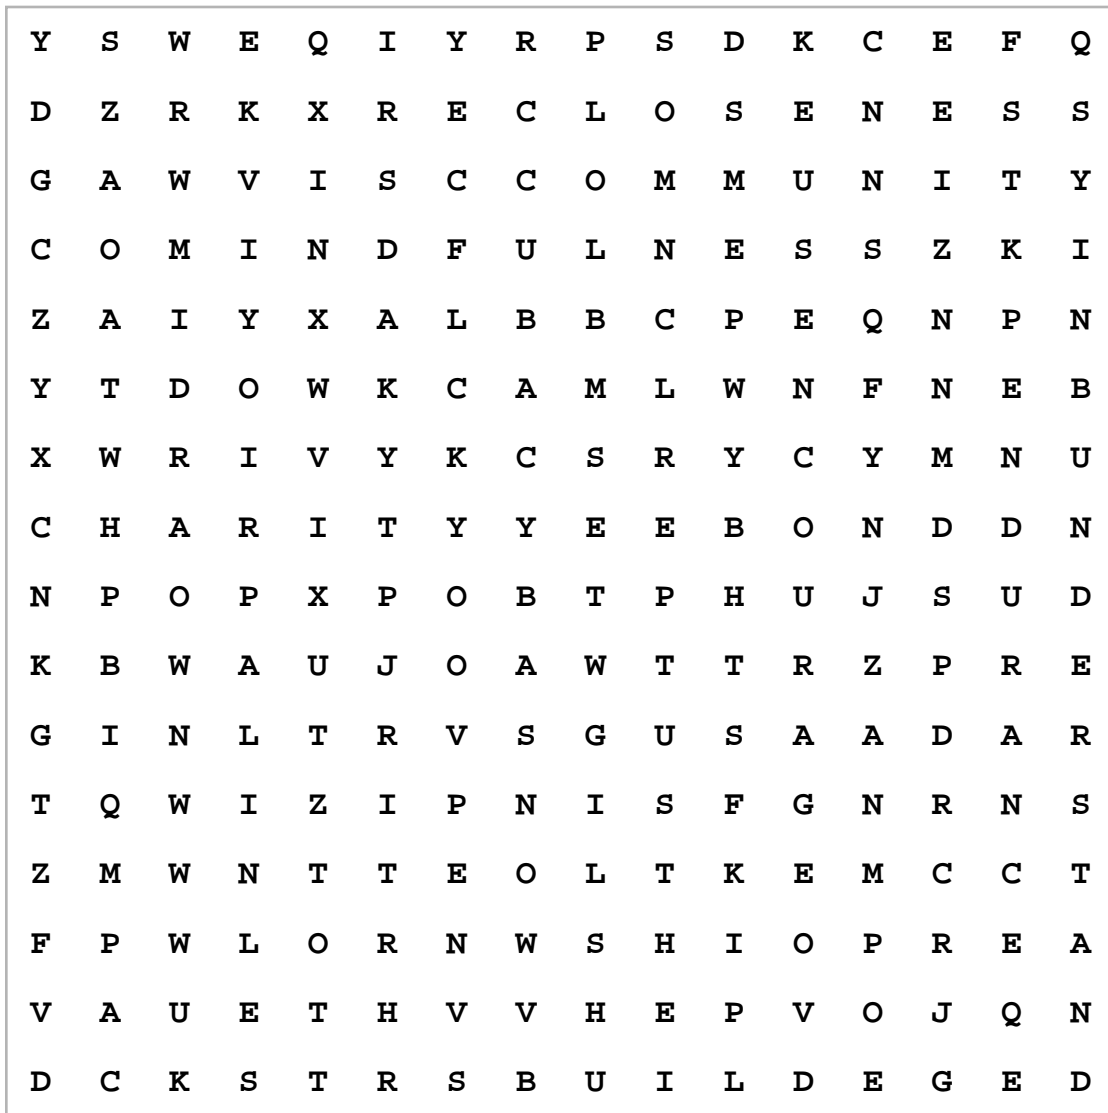 Y S W E Q I Y R P S D K C E F Q
D Z R K X R E C L O S E N E S S
G A W V I S C C O M M U N I T Y
C O M I N D F U L N E S S Z K I
Z A I Y X A L B B C P E Q N P N
Y T D O W K C A M L W N F N E B
X W R I V Y K C S R Y C Y M N U
C H A R I T Y Y E E B O N D D N
N P O P X P O B T P H U J S U D
K B W A U J O A W T T R Z P R E
G I N L T R V S G U S A A D A R
T Q W I Z I P N I S F G N R N S
Z M W N T T E O L T K E M C C T
F P W L O R N W S H I O P R E A
V A U E T H V V H E P V O J Q N
D C K S T R S B U I L D E G E D